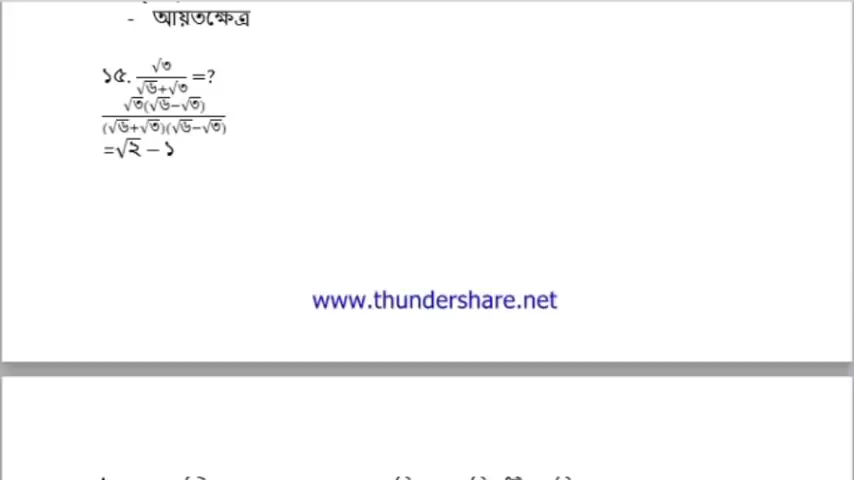 - আয়তক্ষেত্র
১৫. √৩/(√৬+√৩) =?
√৩(√৬−√৩)/(√৬+√৩)(√৬−√৩)
=√২ − ১
www.thundershare.net